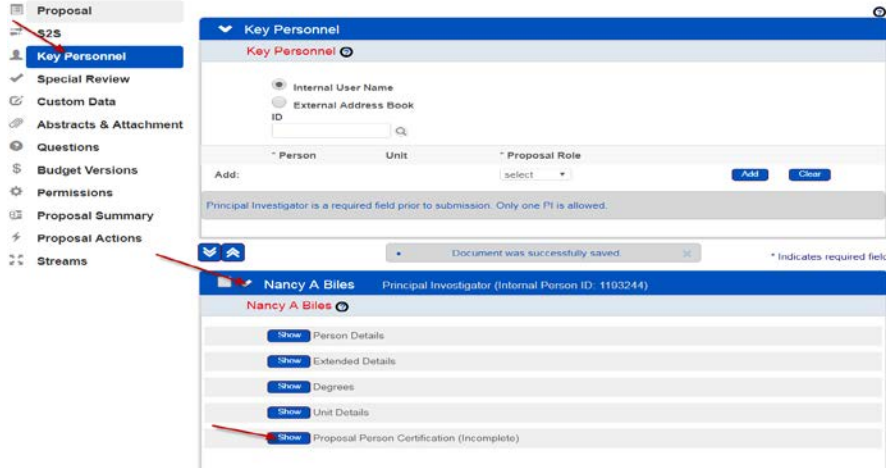 Proposal
S2S
Key Personnel
Special Review
Custom Data
Abstracts & Attachment
Questions
Budget Versions
Permissions
Proposal Summary
Proposal Actions
Streams
Key Personnel
Key Personnel
Internal User Name
External Address Book
ID
* Person Unit * Proposal Role
Add: select Add Clear
Principal Investigator is a required field prior to submission. Only one PI is allowed.
Document was successfully saved.
* Indicates required field
Nancy A Biles Principal Investigator (Internal Person ID: 1103244)
Nancy A Biles
Show Person Details
Show Extended Details
Show Degrees
Show Unit Details
Show Proposal Person Certification (Incomplete)